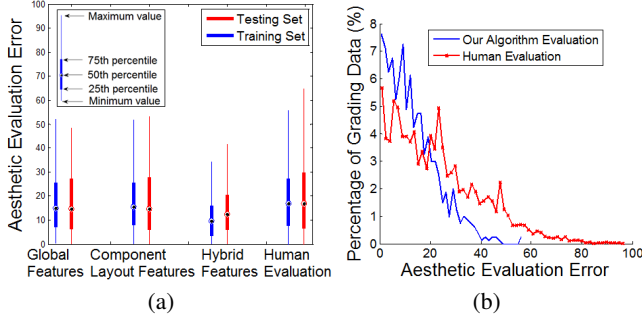 Aesthetic Evaluation Error
100
90
80
70
60
50
40
30
20
10
0
Maximum value
75th percentile
50th percentile
25th percentile
Minimum value
Testing Set
Training Set
Global
Features
Component
Layout Features
Hybrid
Features
Human
Evaluation
(a)
Percentage of Grading Data (%)
8
7
6
5
4
3
2
1
0
Our Algorithm Evaluation
Human Evaluation
0 20 40 60 80 100
Aesthetic Evaluation Error
(b)